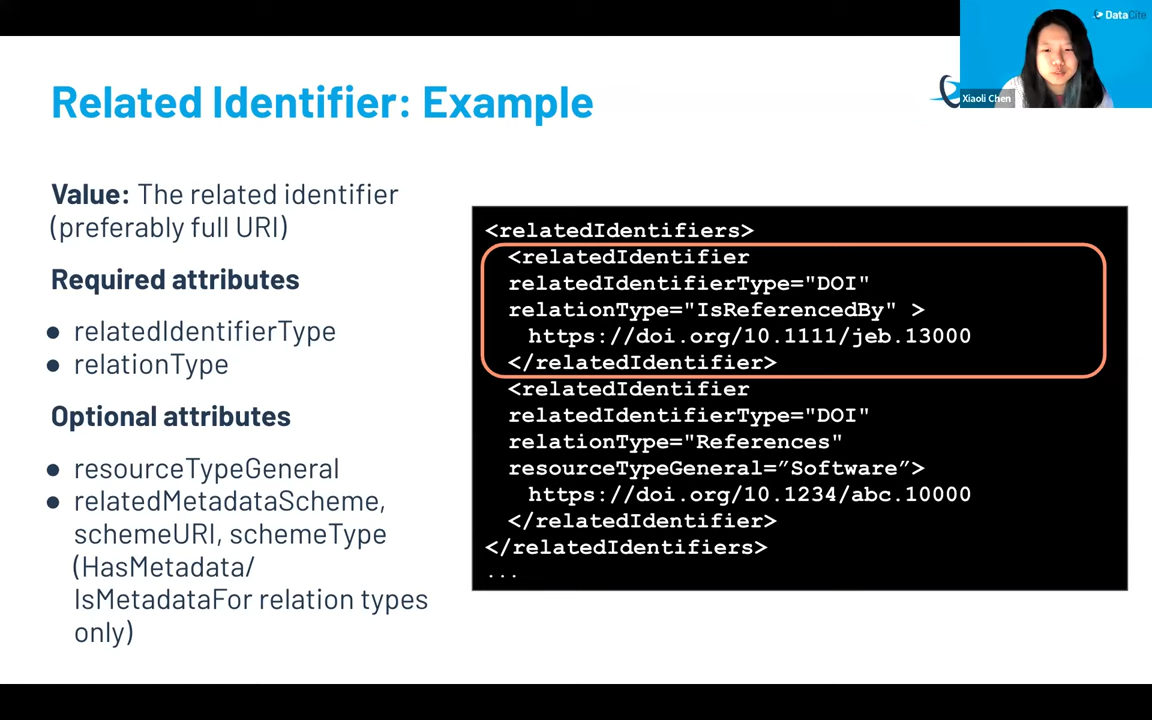 DataCite
Xiaoli Chen
Related Identifier: Example
Value: The related identifier
(preferably full URI)
Required attributes
● relatedIdentifierType
● relationType
Optional attributes
● resourceTypeGeneral
● relatedMetadataScheme,
schemeURI, schemeType
(HasMetadata/
IsMetadataFor relation types
only)
<relatedIdentifiers>
<relatedIdentifier
relatedIdentifierType="DOI"
relationType="IsReferencedBy" >
https://doi.org/10.1111/jeb.13000
</relatedIdentifier>
<relatedIdentifier
relatedIdentifierType="DOI"
relationType="References"
resourceTypeGeneral=”Software”>
https://doi.org/10.1234/abc.10000
</relatedIdentifier>
</relatedIdentifiers>
...